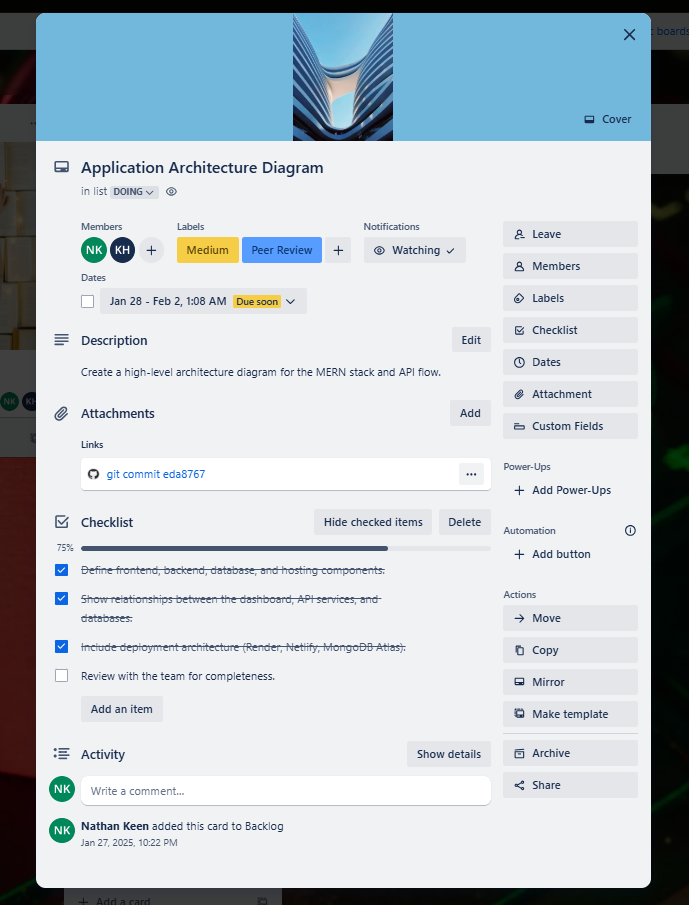 boards
Cover
Application Architecture Diagram
in list DOING
Members
Labels
Notifications
NK KH +
Medium Peer Review +
Watching
Dates
Jan 28 - Feb 2, 1:08 AM Due soon
Description
Edit
Create a high-level architecture diagram for the MERN stack and API flow.
Attachments
Add
Links
git commit eda8767
Checklist
Hide checked items
Delete
75%
Define frontend, backend, database, and hosting components.
Show relationships between the dashboard, API services, and
databases.
Include deployment architecture (Render, Netlify, MongoDB Atlas).
Review with the team for completeness.
Add an item
Activity
Show details
NK
Write a comment...
NK
Nathan Keen added this card to Backlog
Jan 27, 2025, 10:22 PM
Leave
Members
Labels
Checklist
Dates
Attachment
Custom Fields
Power-Ups
+ Add Power-Ups
Automation
+ Add button
Actions
Move
Copy
Mirror
Make template
Archive
Share
NK
KH
+ Add a card